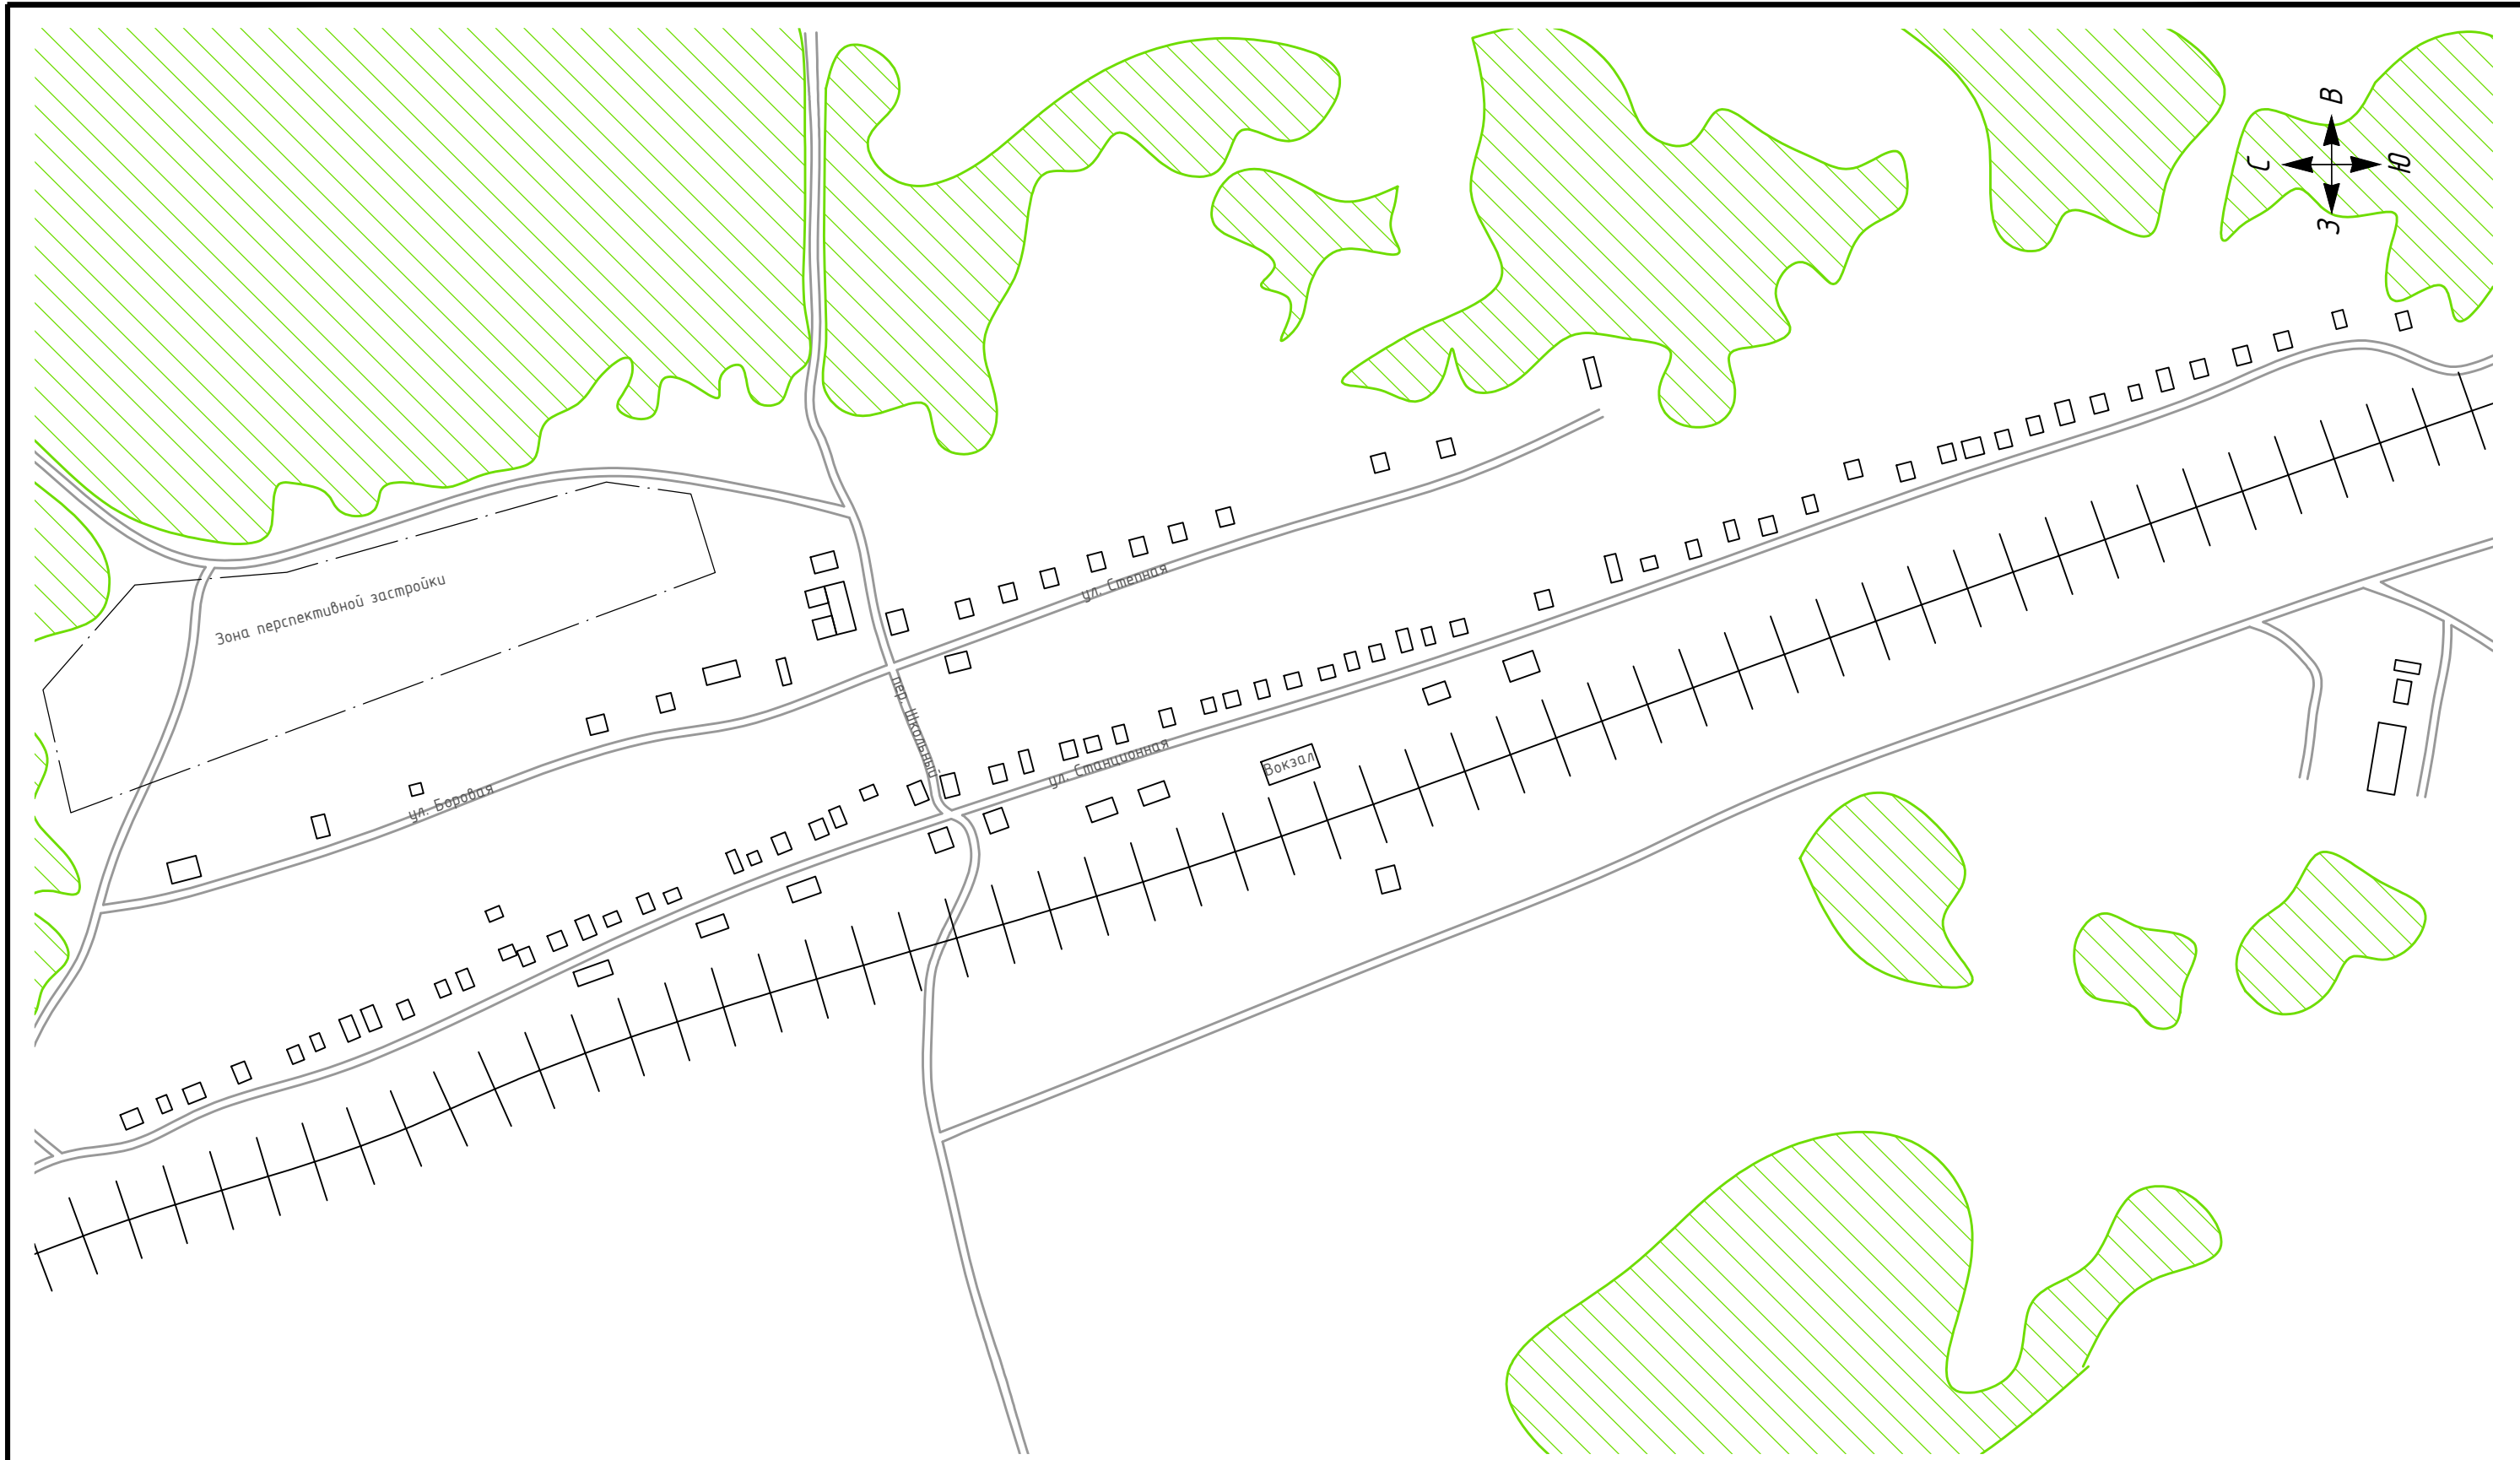 В
С
Ю
З
Зона перспективной застройки
ул. Степная
пер. Школьный
ул. Станционная
Вокзал
ул. Боровая